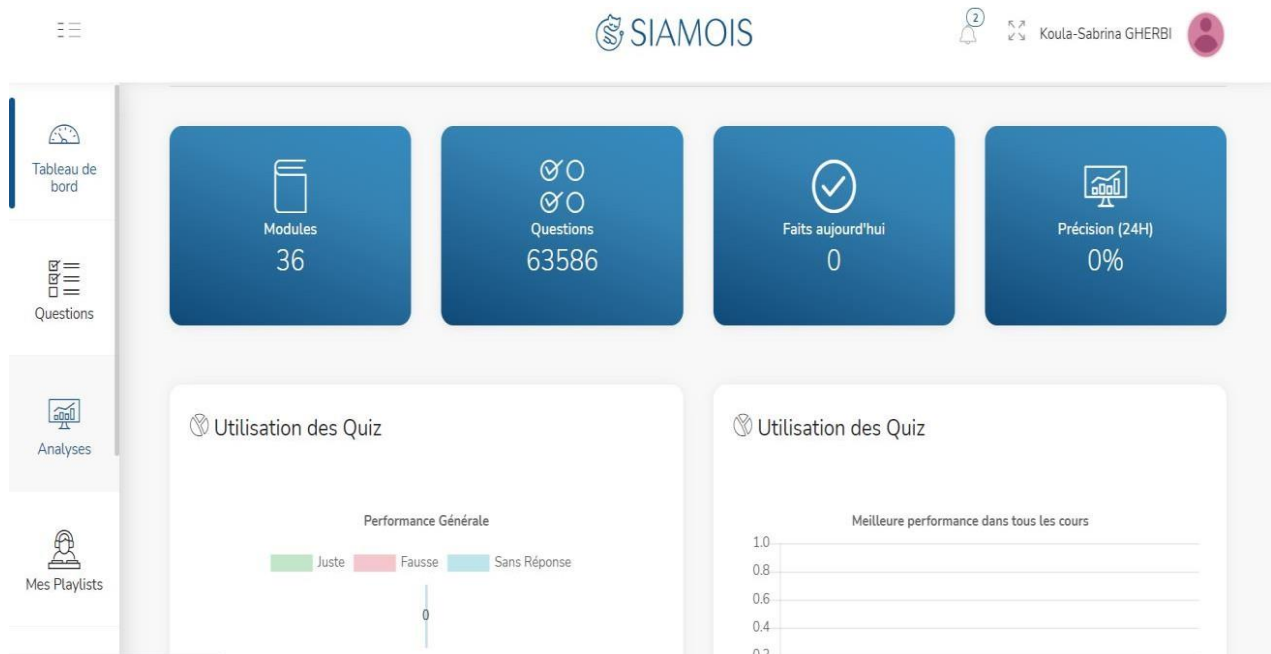 SIAMOIS
2
Koula-Sabrina GHERBI
Tableau de
bord
Questions
Analyses
Mes Playlists
Modules
36
Questions
63586
Faits aujourd'hui
0
Précision (24H)
0%
Utilisation des Quiz
Performance Générale
Juste Fausse Sans Réponse
0
Utilisation des Quiz
Meilleure performance dans tous les cours
1.0
0.8
0.6
0.4
0.2